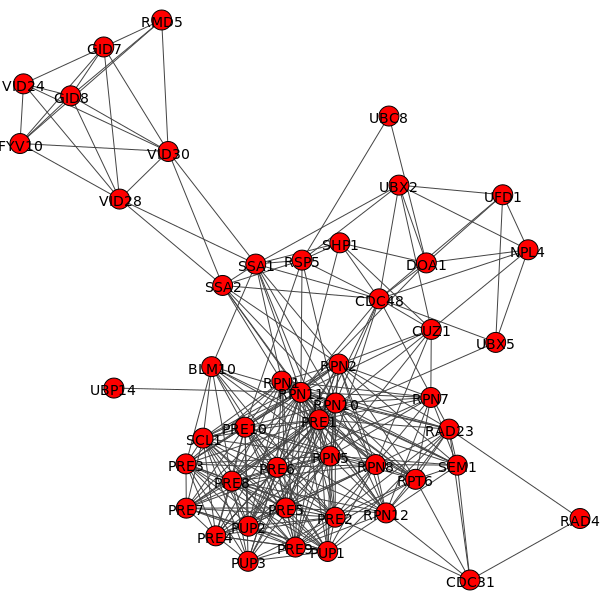 RMD5
GID7
VID24
GID8
UBC8
FYV10
VID30
UBX2
UFD1
VID28
SHP1
NPL4
SSA1
RSP5
DOA1
SSA2
CDC48
CUZ1
UBX5
BLM10
RPN2
UBP14
RPN1
RPN11
RPN10
RPN7
PRE1
PRE10
RAD23
SCL1
RPN5
PRE3
PRE6
RPN8
SEM1
PRE8
RPT6
PRE7
PRE5
PRE2
RPN12
RAD4
PUP2
PRE4
PUP1
PUP3
CDC31